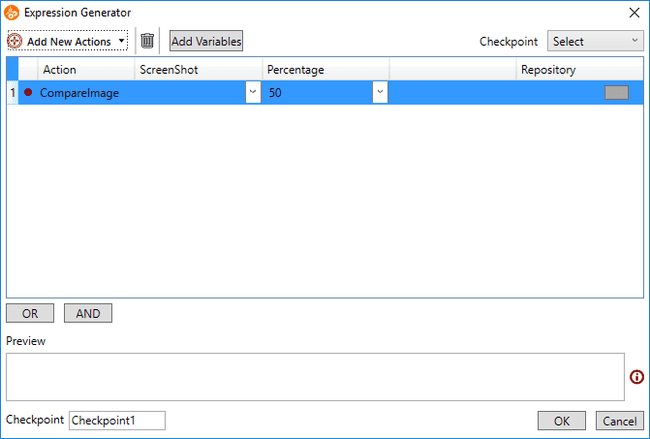 Expression Generator
Add New Actions Add Variables Checkpoint Select
Action ScreenShot Percentage Repository
1 CompareImage 50
OR AND
Preview
Checkpoint Checkpoint1 OK Cancel